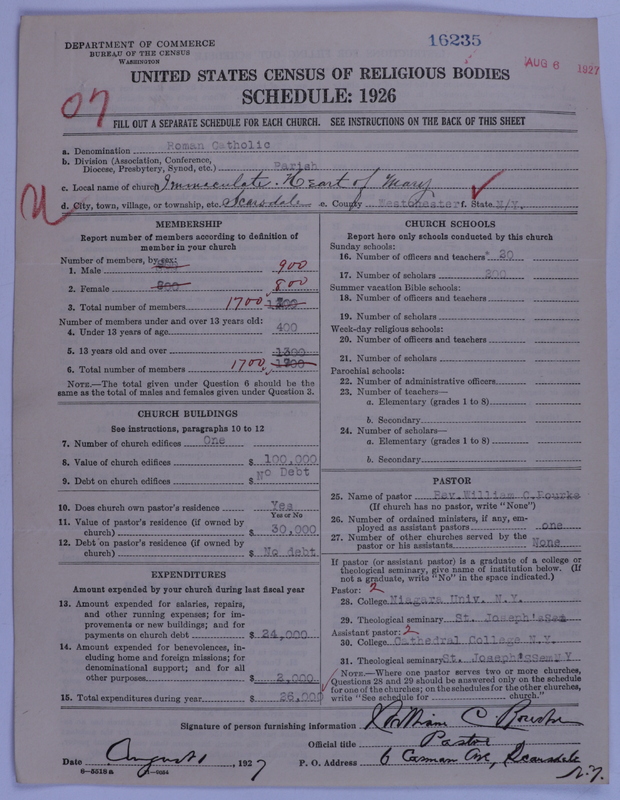 DEPARTMENT OF COMMERCE
BUREAU OF THE CENSUS
WASHINGTON
16235
AUG 6 1927
UNITED STATES CENSUS OF RELIGIOUS BODIES
SCHEDULE: 1926
07
FILL OUT A SEPARATE SCHEDULE FOR EACH CHURCH. SEE INSTRUCTIONS ON THE BACK OF THIS SHEET
a. Denomination Roman Catholic
b. Division (Association, Conference, Diocese, Presbytery, Synod, etc.) Parish
c. Local name of church Immaculate Heart of Mary
d. City, town, village, or township, etc. Scarsdale e. County Westchester f. State N/Y.
MEMBERSHIP
Report number of members according to definition of
member in your church
Number of members, by sex:
1. Male 900
2. Female 800 800
3. Total number of members 1700
Number of members under and over 13 years old:
4. Under 13 years of age 400
5. 13 years old and over 1300
6. Total number of members 1700
NOTE.—The total given under Question 6 should be
same as the total of males and females given under Question 3.
CHURCH BUILDINGS
See instructions, paragraphs 10 to 12
7. Number of church edifices One
8. Value of church edifices $ 100,000
9. Debt on church edifices $ No Debt
10. Does church own pastor's residence Yes
Yes or No
11. Value of pastor's residence (if owned by
church) $ 30,000
12. Debt on pastor's residence (if owned by
church) $ No debt
EXPENDITURES
Amount expended by your church during last fiscal year
13. Amount expended for salaries, repairs,
and other running expenses; for im-
provements or new buildings; and for
payments on church debt $ 24,000
14. Amount expended for benevolences, in-
cluding home and foreign missions; for
denominational support; and for all
other purposes $ 2,000
15. Total expenditures during year $ 26,000
CHURCH SCHOOLS
Report here only schools conducted by this church
Sunday schools:
16. Number of officers and teachers 20
17. Number of scholars 300
Summer vacation Bible schools:
18. Number of officers and teachers
19. Number of scholars
Week-day religious schools:
20. Number of officers and teachers
21. Number of scholars
Parochial schools:
22. Number of administrative officers
23. Number of teachers—
a. Elementary (grades 1 to 8)
b. Secondary
24. Number of scholars—
a. Elementary (grades 1 to 8)
b. Secondary
PASTOR
25. Name of pastor Rev. William C. Rourke
(If church has no pastor, write "None")
26. Number of ordained ministers, if any, em-
ployed as assistant pastors one
27. Number of other churches served by the
pastor or his assistants None
If pastor (or assistant pastor) is a graduate of a college or
theological seminary, give name of institution below. (If
not a graduate, write "No" in the space indicated.)
Pastor: 2
28. College Niagara Univ. N.Y.
29. Theological seminary St. Joseph'sSem
Assistant pastor: 2
30. College Cathedral College N.Y.
31. Theological seminary St. Joseph'sSemNY
NOTE.—Where one pastor serves two or more churches,
Questions 28 and 29 should be answered only on the schedule
for one of the churches; on the schedules for the other churches,
write "See schedule for church."
Signature of person furnishing information William C Rourke
Official title Pastor
Date August 1, 1927 P. O. Address 6 Carman Ave, Scarsdale
N.Y.